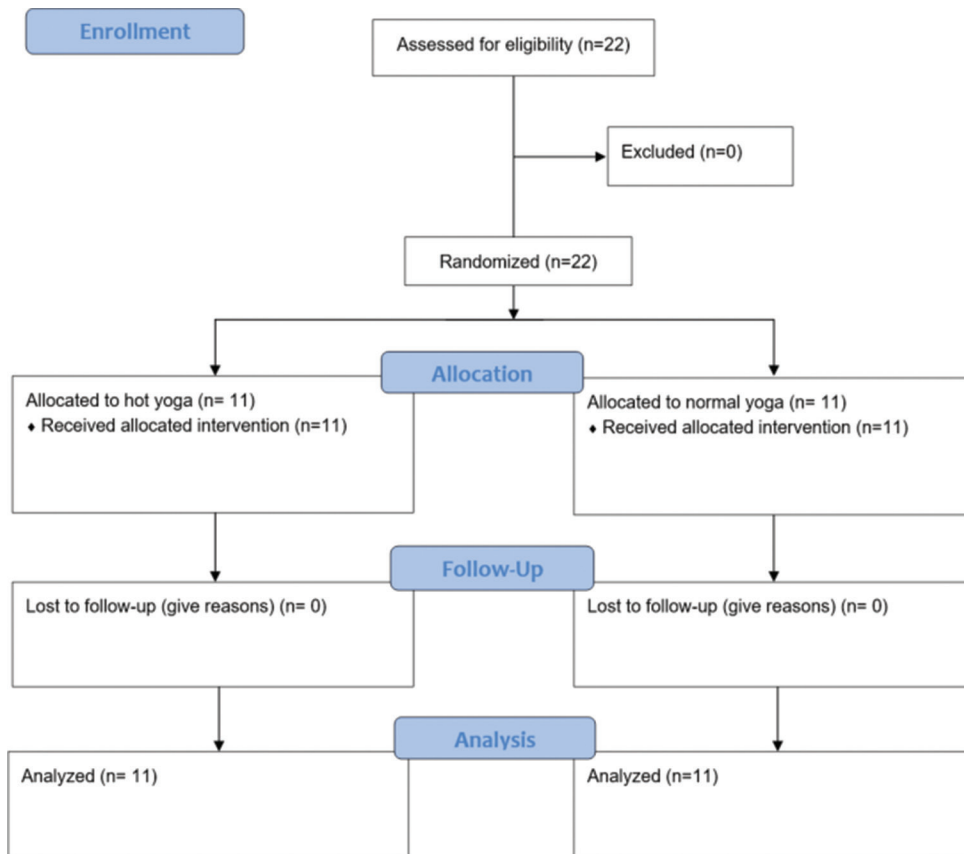 Enrollment
Assessed for eligibility (n=22)
Excluded (n=0)
Randomized (n=22)
Allocation
Allocated to hot yoga (n= 11)
♦ Received allocated intervention (n=11)
Allocated to normal yoga (n= 11)
♦ Received allocated intervention (n=11)
Follow-Up
Lost to follow-up (give reasons) (n= 0)
Lost to follow-up (give reasons) (n= 0)
Analysis
Analyzed (n= 11)
Analyzed (n=11)